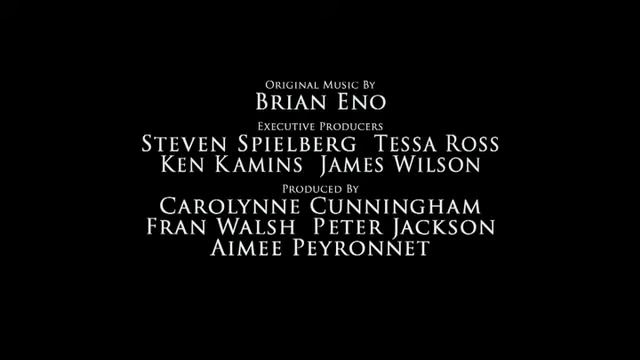 Original Music By
Brian Eno
Executive Producers
Steven Spielberg Tessa Ross
Ken Kamins James Wilson
Produced By
Carolynne Cunningham
Fran Walsh Peter Jackson
Aimee Peyronnet